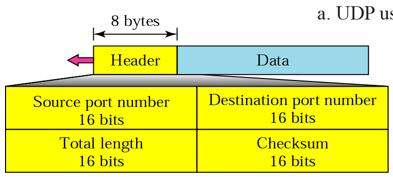 a. UDP us
8 bytes
Header
Data
Source port number
16 bits
Destination port number
16 bits
Total length
16 bits
Checksum
16 bits